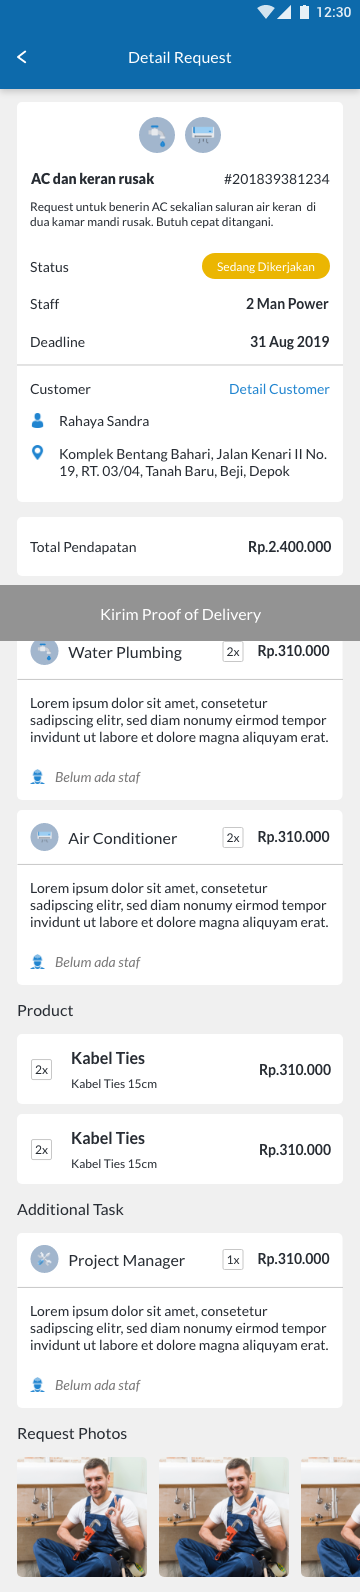 12:30
Detail Request
AC dan keran rusak #201839381234
Request untuk benerin AC sekalian saluran air keran di
dua kamar mandi rusak. Butuh cepat ditangani.
Status Sedang Dikerjakan
Staff 2 Man Power
Deadline 31 Aug 2019
Customer Detail Customer
Rahaya Sandra
Komplek Bentang Bahari, Jalan Kenari II No.
19, RT. 03/04, Tanah Baru, Beji, Depok
Total Pendapatan Rp.2.400.000
Kirim Proof of Delivery
Water Plumbing 2x Rp.310.000
Lorem ipsum dolor sit amet, consetetur
sadipscing elitr, sed diam nonumy eirmod tempor
invidunt ut labore et dolore magna aliquyam erat.
Belum ada staf
Air Conditioner 2x Rp.310.000
Lorem ipsum dolor sit amet, consetetur
sadipscing elitr, sed diam nonumy eirmod tempor
invidunt ut labore et dolore magna aliquyam erat.
Belum ada staf
Product
2x Kabel Ties Rp.310.000
Kabel Ties 15cm
2x Kabel Ties Rp.310.000
Kabel Ties 15cm
Additional Task
Project Manager 1x Rp.310.000
Lorem ipsum dolor sit amet, consetetur
sadipscing elitr, sed diam nonumy eirmod tempor
invidunt ut labore et dolore magna aliquyam erat.
Belum ada staf
Request Photos